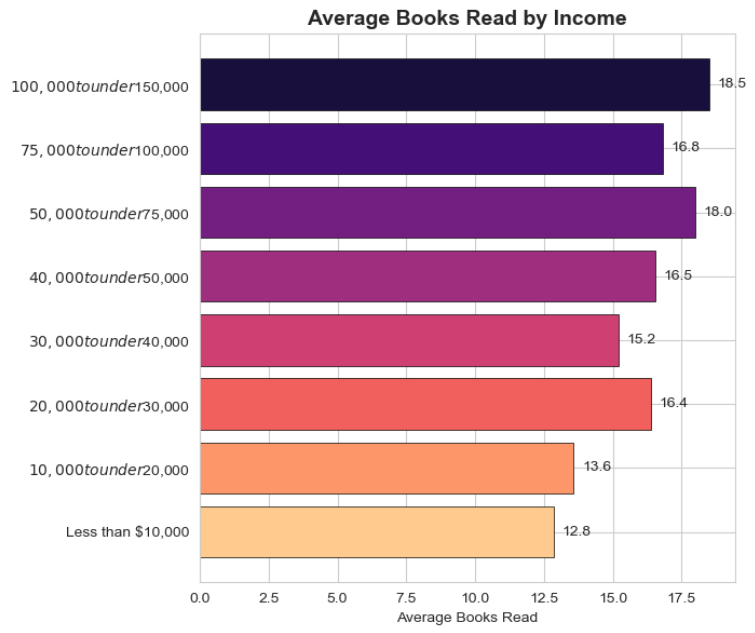 Average Books Read by Income
100,000tounder150,000
18.5
75,000tounder100,000
16.8
50,000tounder75,000
18.0
40,000tounder50,000
16.5
30,000tounder40,000
15.2
20,000tounder30,000
16.4
10,000tounder20,000
13.6
Less than $10,000
12.8
0.0 2.5 5.0 7.5 10.0 12.5 15.0 17.5
Average Books Read